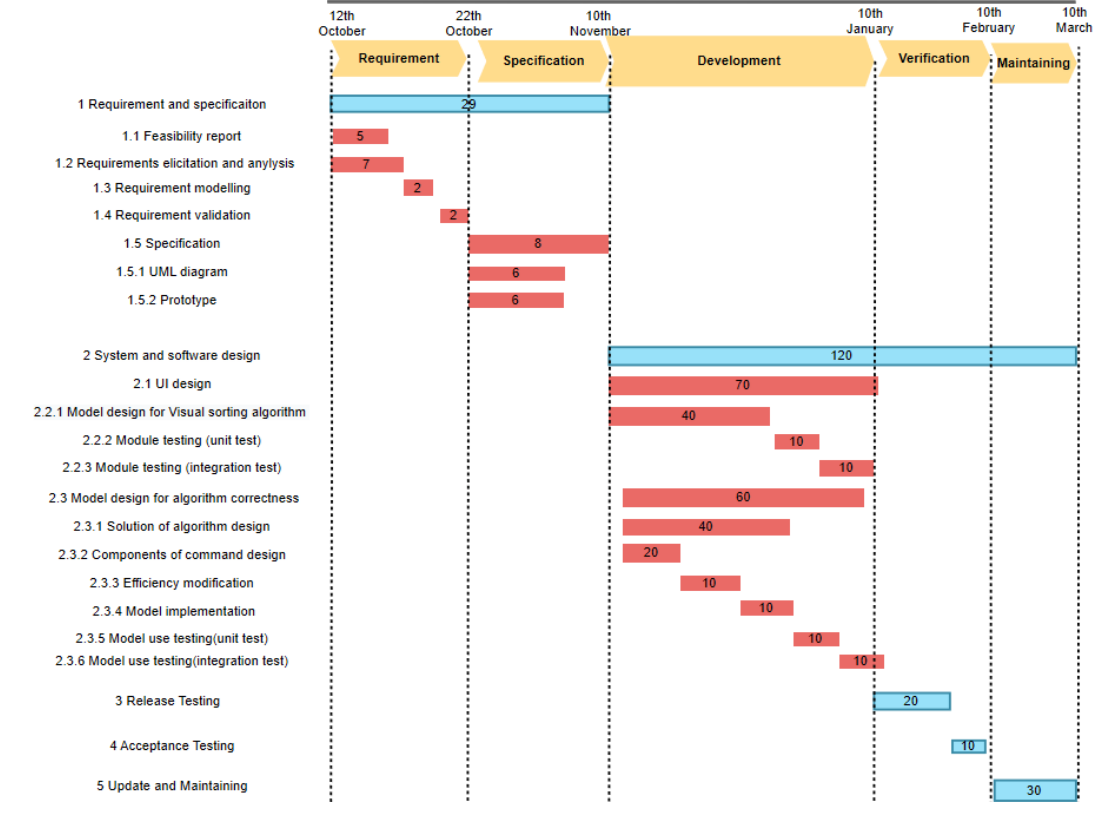 12th
October
22th
October
10th
November
10th
January
10th
February
10th
March
Requirement
Specification
Development
Verification
Maintaining
1 Requirement and specificaiton
29
1.1 Feasibility report
5
1.2 Requirements elicitation and anylysis
7
1.3 Requirement modelling
2
1.4 Requirement validation
2
1.5 Specification
8
1.5.1 UML diagram
6
1.5.2 Prototype
6
2 System and software design
120
2.1 UI design
70
2.2.1 Model design for Visual sorting algorithm
40
2.2.2 Module testing (unit test)
10
2.2.3 Module testing (integration test)
10
2.3 Model design for algorithm correctness
60
2.3.1 Solution of algorithm design
40
2.3.2 Components of command design
20
2.3.3 Efficiency modification
10
2.3.4 Model implementation
10
2.3.5 Model use testing(unit test)
10
2.3.6 Model use testing(integration test)
10
3 Release Testing
20
4 Acceptance Testing
10
5 Update and Maintaining
30